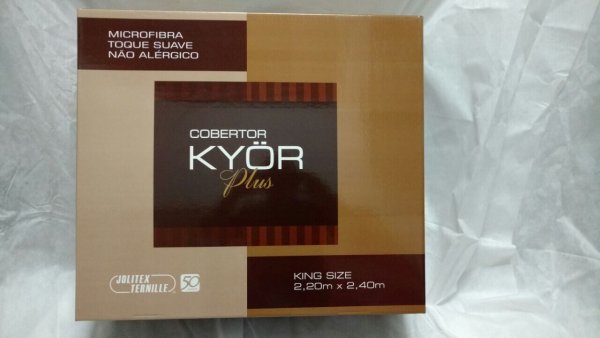 MICROFIBRA
TOQUE SUAVE
NÃO ALÉRGICO
COBERTOR
KYÖR
Plus
JOLITEX
TERNILLE
50
KING SIZE
2,20m x 2,40m